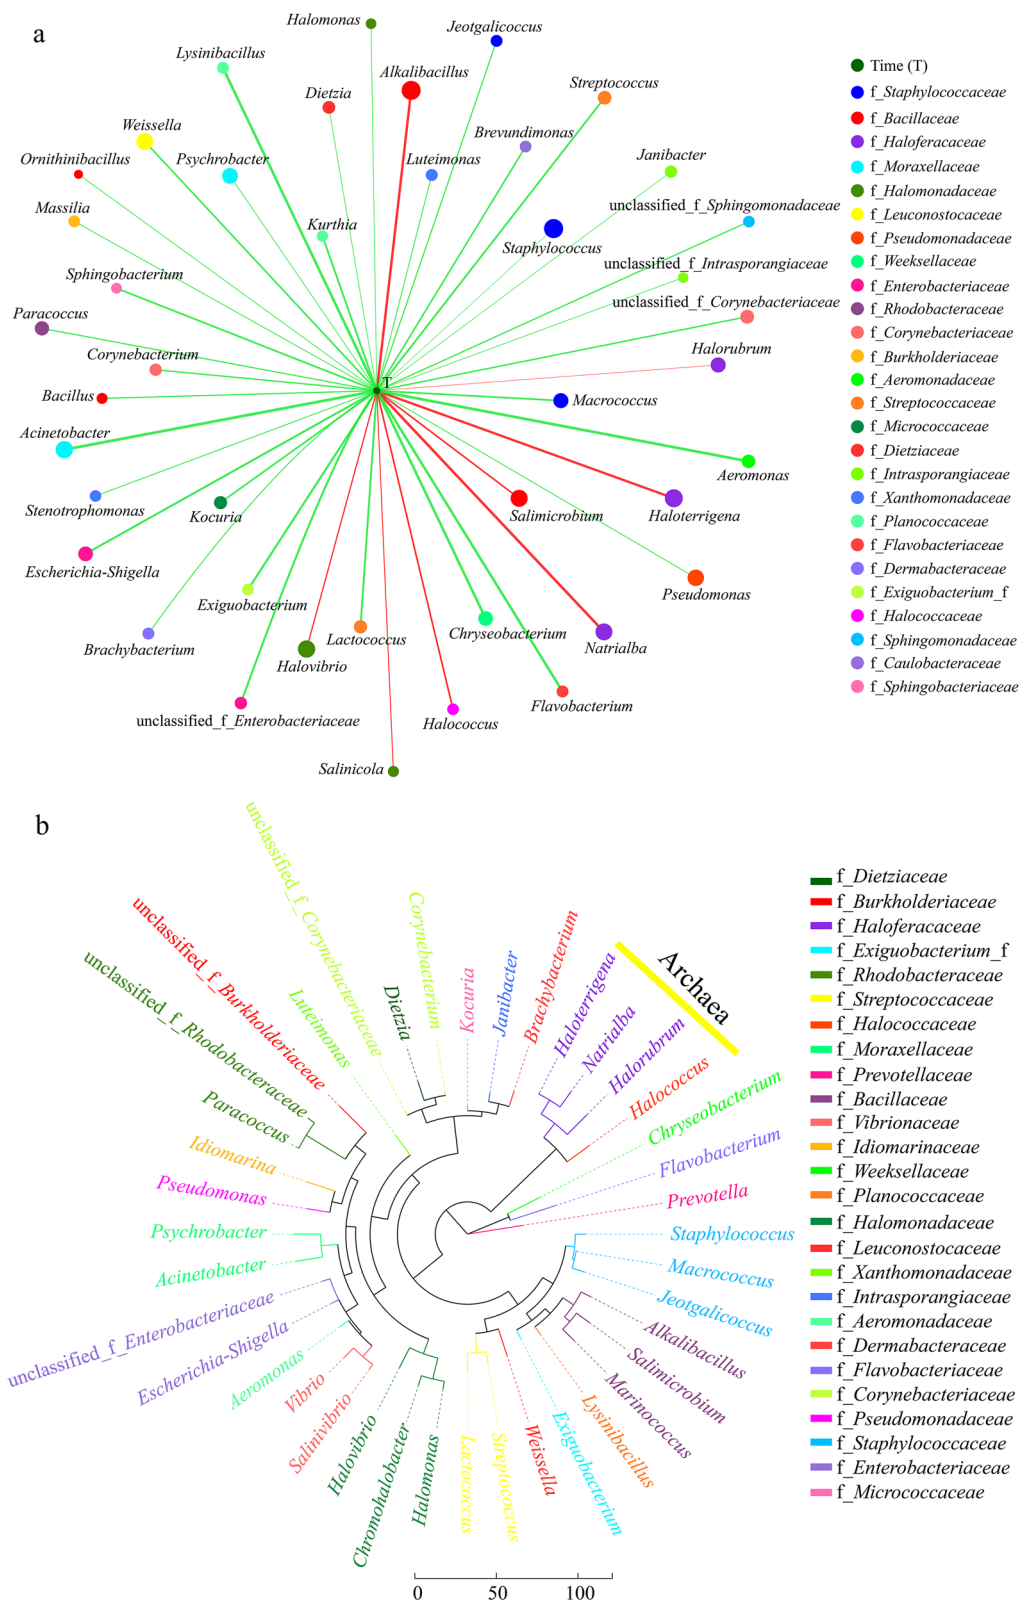 a
Halomonas
Jeotgalicoccus
Lysinibacillus
Alkalibacillus
Streptococcus
Dietzia
Weissella
Brevundimonas
Ornithinibacillus
Psychrobacter
Luteimonas
Janibacter
Massilia
unclassified_f_Sphingomonadaceae
Kurthia
Staphylococcus
Sphingobacterium
unclassified_f_Intrasporangiaceae
Paracoccus
unclassified_f_Corynebacteriaceae
Corynebacterium
T
Halorubrum
Bacillus
Macrococcus
Acinetobacter
Aeromonas
Stenotrophomonas
Kocuria
Salimicrobium
Haloterrigena
Escherichia-Shigella
Exiguobacterium
Pseudomonas
Brachybacterium
Lactococcus
Chryseobacterium
Natrialba
Halovibrio
unclassified_f_Enterobacteriaceae
Halococcus
Flavobacterium
Salinicola
Time (T)
f_Staphylococcaceae
f_Bacillaceae
f_Haloferacaceae
f_Moraxellaceae
f_Halomonadaceae
f_Leuconostocaceae
f_Pseudomonadaceae
f_Weeksellaceae
f_Enterobacteriaceae
f_Rhodobacteraceae
f_Corynebacteriaceae
f_Burkholderiaceae
f_Aeromonadaceae
f_Streptococcaceae
f_Micrococcaceae
f_Dietziaceae
f_Intrasporangiaceae
f_Xanthomonadaceae
f_Planococcaceae
f_Flavobacteriaceae
f_Dermabacteraceae
f_Exiguobacterium_f
f_Halococcaceae
f_Sphingomonadaceae
f_Caulobacteraceae
f_Sphingobacteriaceae
b
unclassified_f_Corynebacteriaceae
Dietzia
Corynebacterium
Kocuria
Janibacter
Brachybacterium
Haloterrigena
Natrialba
Halorubrum
Archaea
Halococcus
Chryseobacterium
Flavobacterium
Prevotella
Staphylococcus
Macrococcus
Jeotgalicoccus
Alkalibacillus
Salimicrobium
Marinococcus
Lysinibacillus
Exiguobacterium
Weissella
Streptococcus
Lactococcus
Halomonas
Chromohalobacter
Halovibrio
Salinivibrio
Vibrio
Aeromonas
Escherichia-Shigella
unclassified_f_Enterobacteriaceae
Acinetobacter
Psychrobacter
Pseudomonas
Idiomarina
Paracoccus
unclassified_f_Rhodobacteraceae
unclassified_f_Burkholderiaceae
Luteimonas
f_Dietziaceae
f_Burkholderiaceae
f_Haloferacaceae
f_Exiguobacterium_f
f_Rhodobacteraceae
f_Streptococcaceae
f_Halococcaceae
f_Moraxellaceae
f_Prevotellaceae
f_Bacillaceae
f_Vibrionaceae
f_Idiomarinaceae
f_Weeksellaceae
f_Planococcaceae
f_Halomonadaceae
f_Leuconostocaceae
f_Xanthomonadaceae
f_Intrasporangiaceae
f_Aeromonadaceae
f_Dermabacteraceae
f_Flavobacteriaceae
f_Corynebacteriaceae
f_Pseudomonadaceae
f_Staphylococcaceae
f_Enterobacteriaceae
f_Micrococcaceae
0 50 100